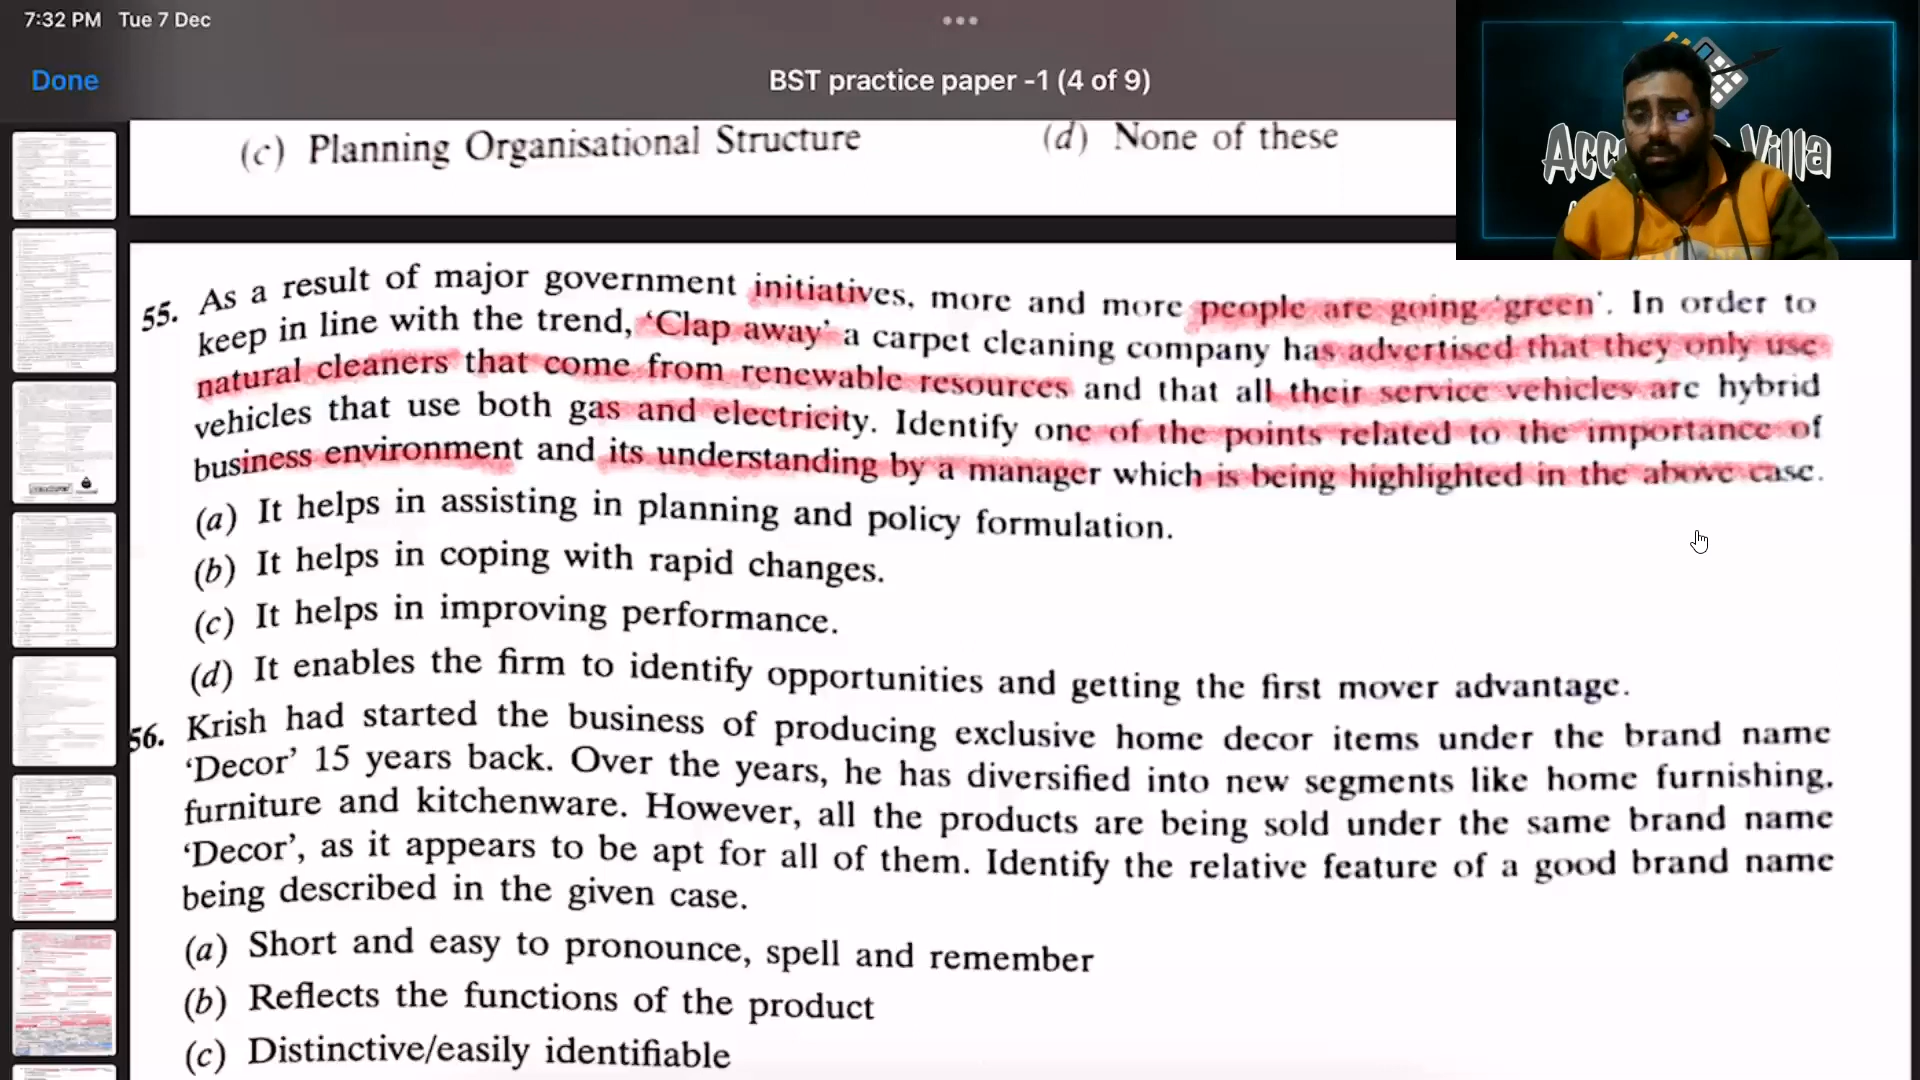 7:32 PM Tue 7 Dec
Done
BST practice paper -1 (4 of 9)
(c) Planning Organisational Structure (d) None of these
55. As a result of major government initiatives, more and more people are going 'green'. In order to
keep in line with the trend, 'Clap away' a carpet cleaning company has advertised that they only use
natural cleaners that come from renewable resources and that all their service vehicles are hybrid
vehicles that use both gas and electricity. Identify one of the points related to the importance of
business environment and its understanding by a manager which is being highlighted in the above case.
(a) It helps in assisting in planning and policy formulation.
(b) It helps in coping with rapid changes.
(c) It helps in improving performance.
(d) It enables the firm to identify opportunities and getting the first mover advantage.
56. Krish had started the business of producing exclusive home decor items under the brand name
'Decor' 15 years back. Over the years, he has diversified into new segments like home furnishing,
furniture and kitchenware. However, all the products are being sold under the same brand name
'Decor', as it appears to be apt for all of them. Identify the relative feature of a good brand name
being described in the given case.
(a) Short and easy to pronounce, spell and remember
(b) Reflects the functions of the product
(c) Distinctive/easily identifiable
Villa